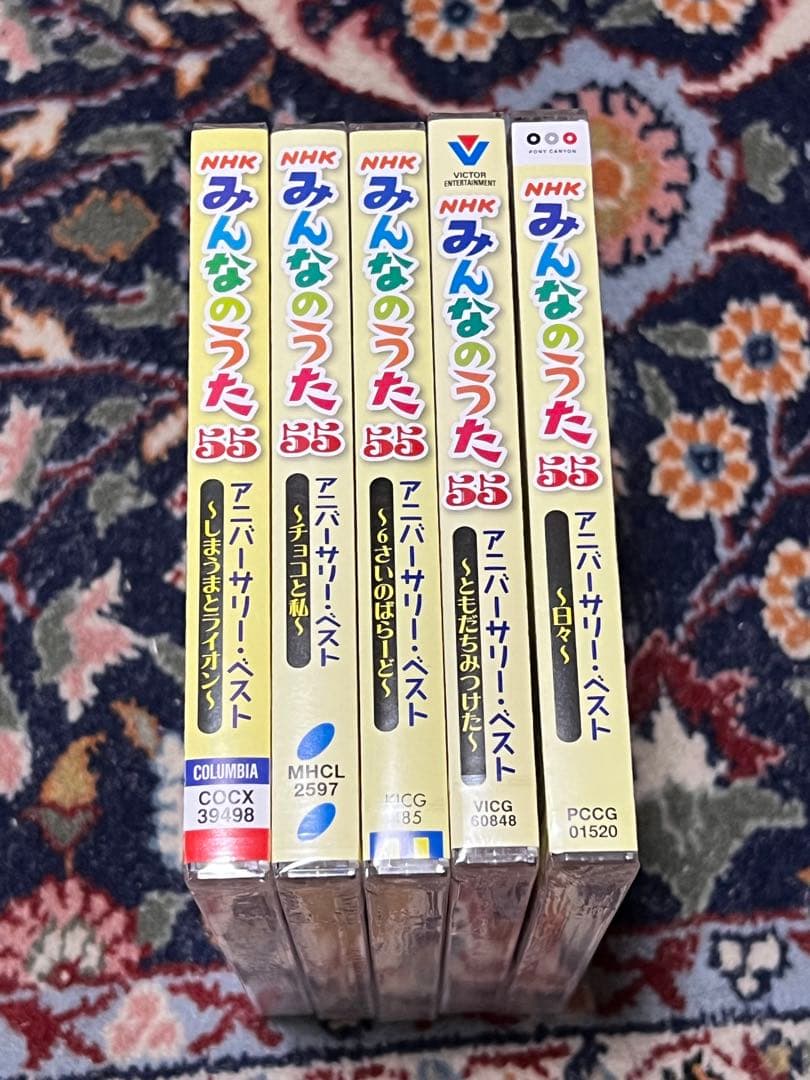 NHK
みんなのうた
55
アニバーサリー・ベスト
〜しまうまとライオン〜
COLUMBIA
COCX
39498
NHK
みんなのうた
55
アニバーサリー・ベスト
〜チョコと私〜
MHCL
2597
NHK
みんなのうた
55
アニバーサリー・ベスト
〜6さいのばらーど〜
KICG
485
VICTOR
ENTERTAINMENT
NHK
みんなのうた
55
アニバーサリー・ベスト
〜ともだちみつけた〜
VICG
60848
PONY CANYON
NHK
みんなのうた
55
アニバーサリー・ベスト
〜日々〜
PCCG
01520